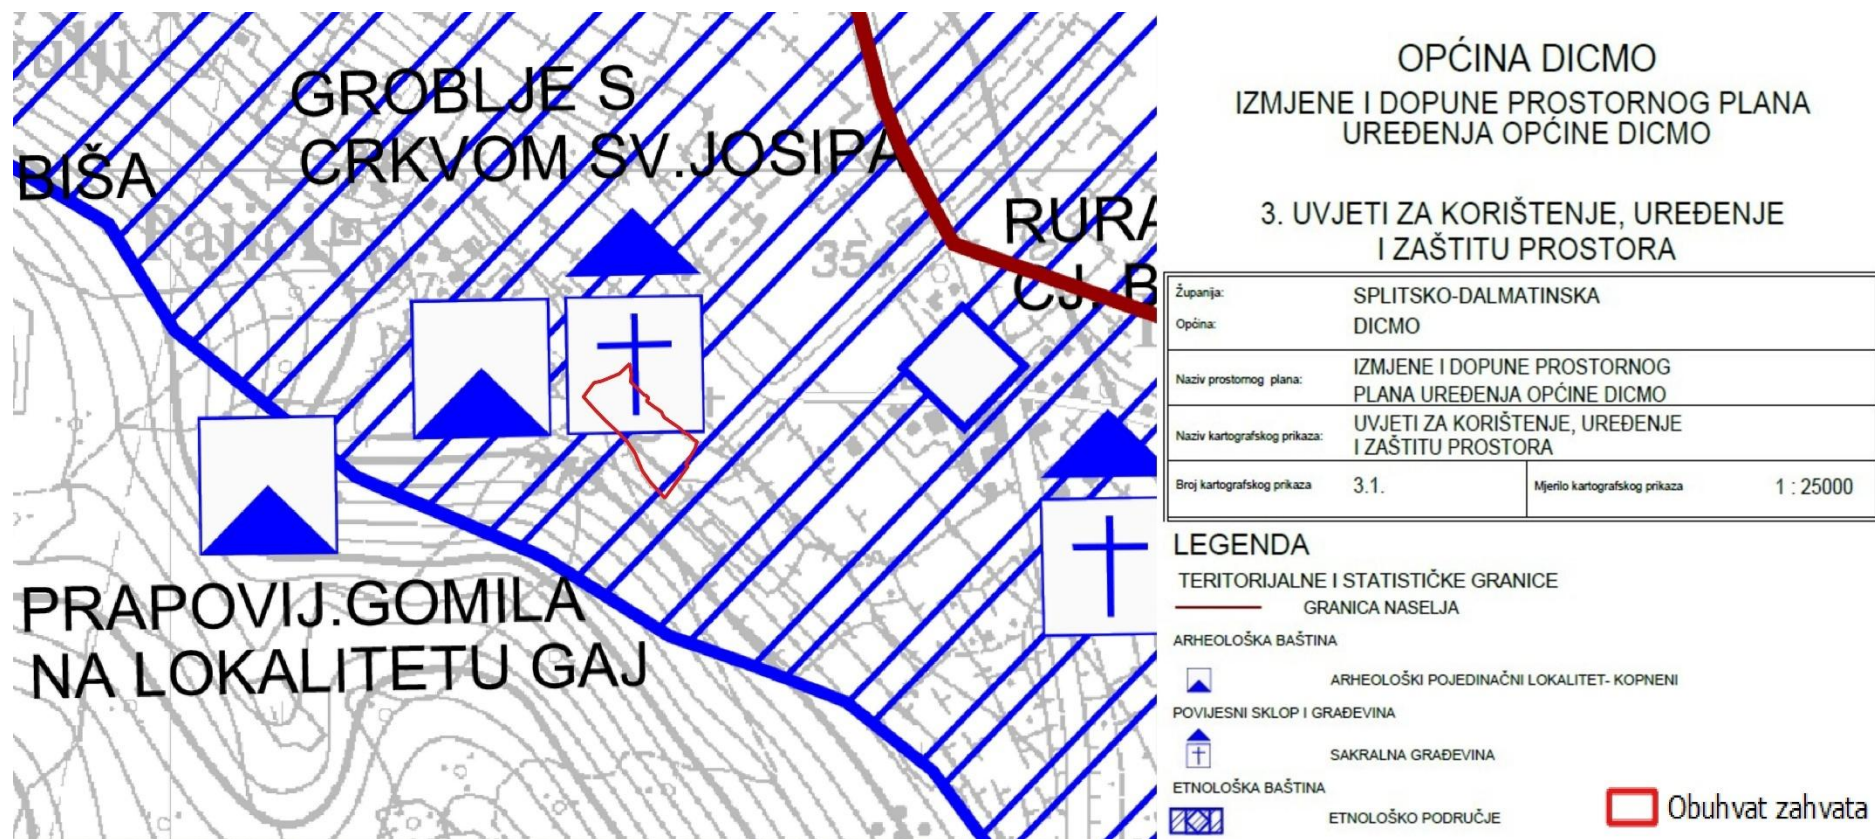 GROBLJE S
CRKVOM SV.JOSIPA
BIŠA
35
RURA
CJ. B
PRAPOVIJ.GOMILA
NA LOKALITETU GAJ
OPĆINA DICMO
IZMJENE I DOPUNE PROSTORNOG PLANA
UREĐENJA OPĆINE DICMO
3. UVJETI ZA KORIŠTENJE, UREĐENJE
I ZAŠTITU PROSTORA
Županija: SPLITSKO-DALMATINSKA
Općina: DICMO
Naziv prostornog plana: IZMJENE I DOPUNE PROSTORNOG
PLANA UREĐENJA OPĆINE DICMO
Naziv kartografskog prikaza: UVJETI ZA KORIŠTENJE, UREĐENJE
I ZAŠTITU PROSTORA
Broj kartografskog prikaza 3.1. Mjerilo kartografskog prikaza 1 : 25000
LEGENDA
TERITORIJALNE I STATISTIČKE GRANICE
GRANICA NASELJA
ARHEOLOŠKA BAŠTINA
ARHEOLOŠKI POJEDINAČNI LOKALITET- KOPNENI
POVIJESNI SKLOP I GRAĐEVINA
SAKRALNA GRAĐEVINA
ETNOLOŠKA BAŠTINA
ETNOLOŠKO PODRUČJE
Obuhvat zahvata